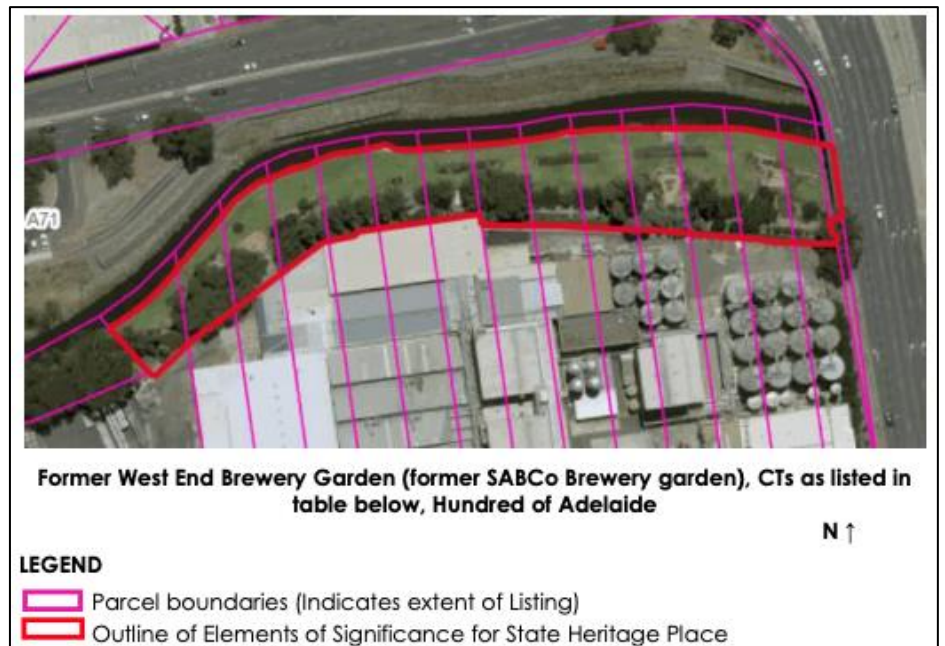 A71
Former West End Brewery Garden (former SABCo Brewery garden), CTs as listed in
table below, Hundred of Adelaide
N ↑
LEGEND
Parcel boundaries (Indicates extent of Listing)
Outline of Elements of Significance for State Heritage Place